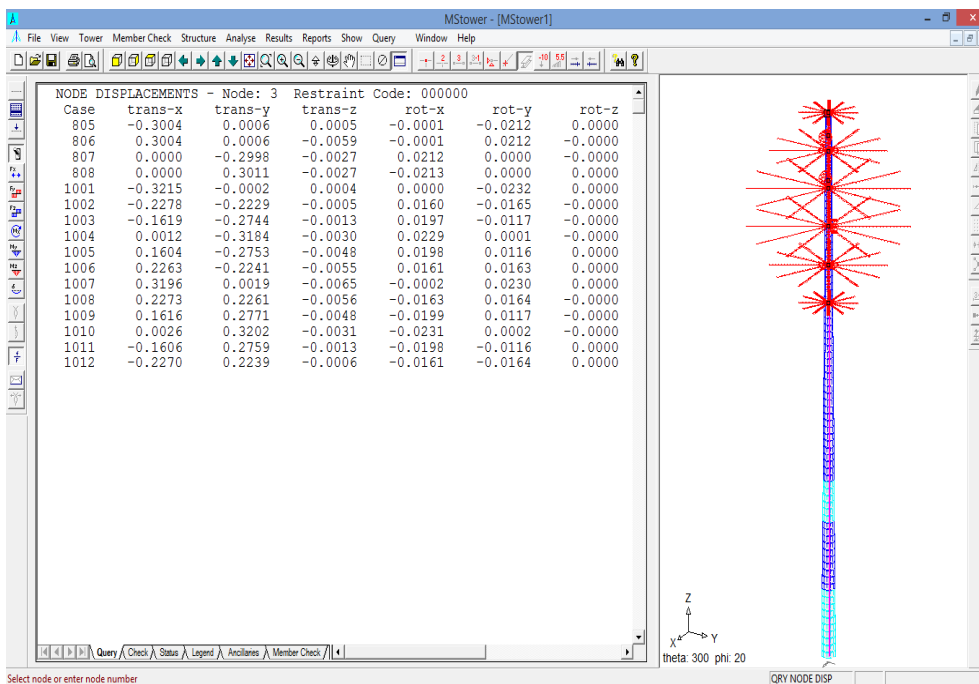 MStower - [MStower1]
File View Tower Member Check Structure Analyse Results Reports Show Query Window Help
NODE DISPLACEMENTS - Node: 3 Restraint Code: 000000
Case trans-x trans-y trans-z rot-x rot-y rot-z
805 -0.3004 0.0006 0.0005 -0.0001 -0.0212 0.0000
806 0.3004 0.0006 -0.0059 -0.0001 0.0212 -0.0000
807 0.0000 -0.2998 -0.0027 0.0212 0.0000 -0.0000
808 0.0000 0.3011 -0.0027 -0.0213 0.0000 0.0000
1001 -0.3215 -0.0002 0.0004 0.0000 -0.0232 0.0000
1002 -0.2278 -0.2229 -0.0005 0.0160 -0.0165 -0.0000
1003 -0.1619 -0.2744 -0.0013 0.0197 -0.0117 -0.0000
1004 0.0012 -0.3184 -0.0030 0.0229 0.0001 -0.0000
1005 0.1604 -0.2753 -0.0048 0.0198 0.0116 0.0000
1006 0.2263 -0.2241 -0.0055 0.0161 0.0163 0.0000
1007 0.3196 0.0019 -0.0065 -0.0002 0.0230 0.0000
1008 0.2273 0.2261 -0.0056 -0.0163 0.0164 -0.0000
1009 0.1616 0.2771 -0.0048 -0.0199 0.0117 -0.0000
1010 0.0026 0.3202 -0.0031 -0.0231 0.0002 -0.0000
1011 -0.1606 0.2759 -0.0013 -0.0198 -0.0116 0.0000
1012 -0.2270 0.2239 -0.0006 -0.0161 -0.0164 0.0000
Z
X Y
theta: 300 phi: 20
Query Check Status Legend Ancillaries Member Check
Select node or enter node number
QRY NODE DISP